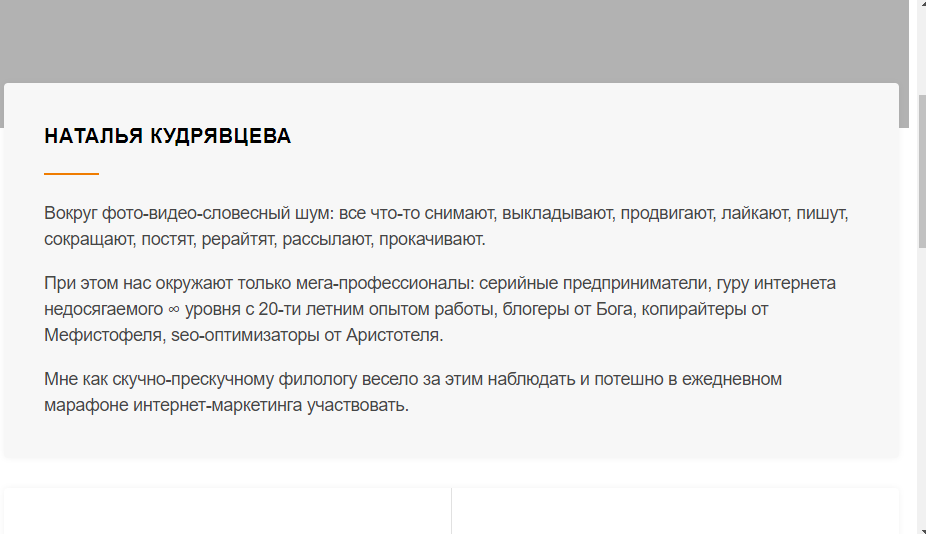 НАТАЛЬЯ КУДРЯВЦЕВА
Вокруг фото-видео-словесный шум: все что-то снимают, выкладывают, продвигают, лайкают, пишут,
сокращают, постят, рерайтят, рассылают, прокачивают.
При этом нас окружают только мега-профессионалы: серийные предприниматели, гуру интернета
недосягаемого ∞ уровня с 20-ти летним опытом работы, блогеры от Бога, копирайтеры от
Мефистофеля, seo-оптимизаторы от Аристотеля.
Мне как скучно-прескучному филологу весело за этим наблюдать и потешно в ежедневном
марафоне интернет-маркетинга участвовать.